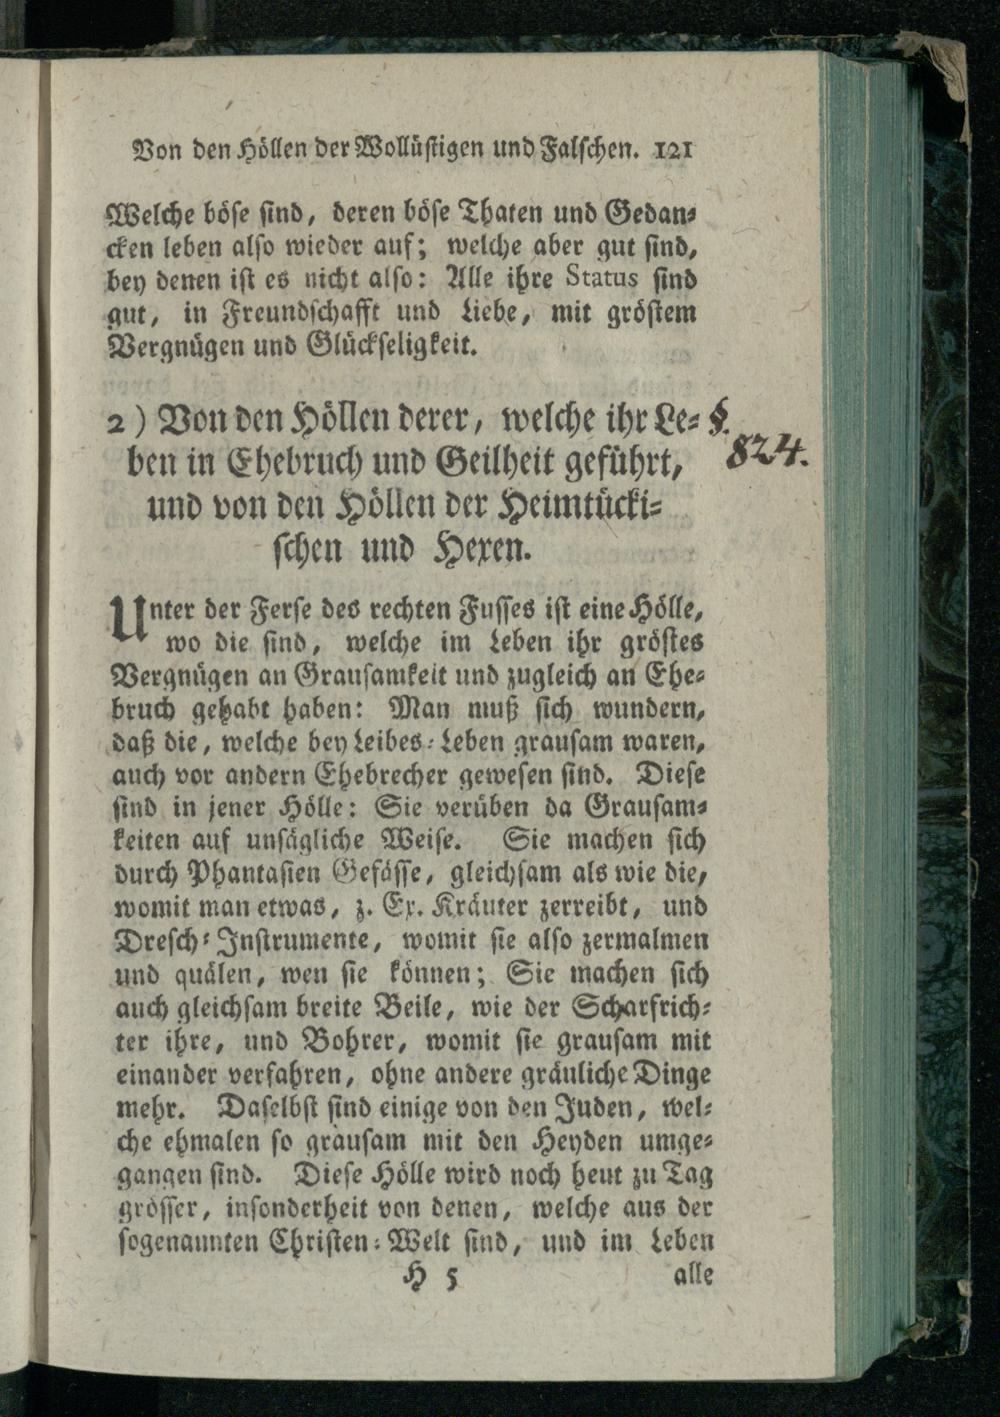 Von den Höllen der Wollüstigen und Falschen. 121
Welche böse sind, deren böse Thaten und Gedan⸗
cken leben also wieder auf; welche aber gut sind,
bey denen ist es nicht also: Alle ihre Status sind
gut, in Freundschafft und Liebe, mit gröstem
Vergnügen und Glückseligkeit.
2) Von den Höllen derer, welche ihr Le⸗ §.
824.
ben in Ehebruch und Geilheit geführt,
und von den Höllen der Heimtücki⸗
schen und Hexen.
Unter der Ferse des rechten Fusses ist eine Hölle,
wo die sind, welche im Leben ihr gröstes
Vergnügen an Grausamkeit und zugleich an Ehe⸗
bruch gehabt haben: Man muß sich wundern,
daß die, welche bey Leibes⸗Leben grausam waren,
auch vor andern Ehebrecher gewesen sind. Diese
sind in jener Hölle: Sie verüben da Grausam⸗
keiten auf unsägliche Weise. Sie machen sich
durch Phantasien Gefässe, gleichsam als wie die,
womit man etwas, z. Ex. Kräuter zerreibt, und
Dresch⸗Instrumente, womit sie also zermalmen
und quälen, wen sie können; Sie machen sich
auch gleichsam breite Beile, wie der Scharfrich⸗
ter ihre, und Bohrer, womit sie grausam mit
einander verfahren, ohne andere gräuliche Dinge
mehr. Daselbst sind einige von den Juden, wel⸗
che ehmalen so grausam mit den Heyden umge⸗
gangen sind. Diese Hölle wird noch heut zu Tag
grösser, insonderheit von denen, welche aus der
sogenannten Christen⸗Welt sind, und im Leben
H 5 alle